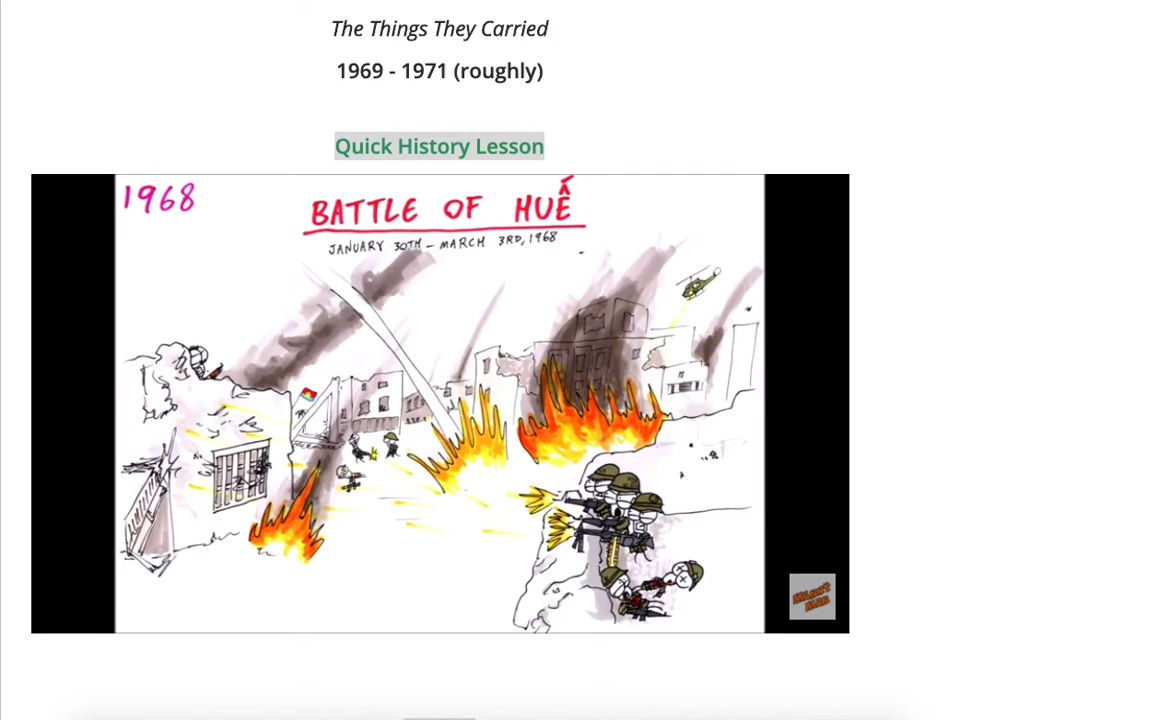 The Things They Carried
1969 - 1971 (roughly)
Quick History Lesson
1968
BATTLE OF HUẾ
JANUARY 30TH - MARCH 3RD, 1968